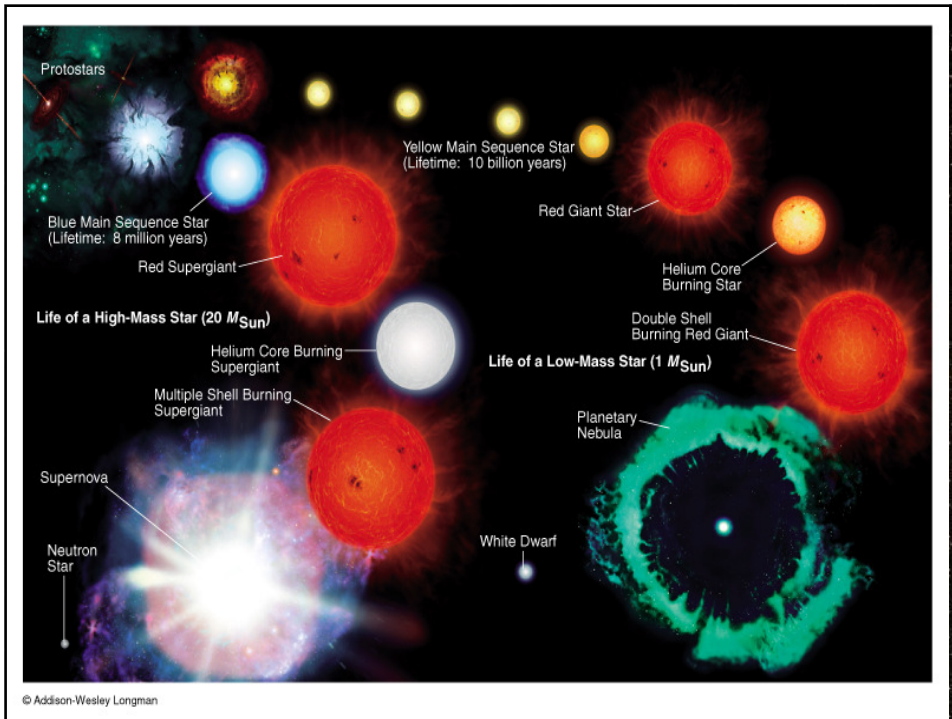 Protostars
Yellow Main Sequence Star
(Lifetime: 10 billion years)
Red Giant Star
Blue Main Sequence Star
(Lifetime: 8 million years)
Red Supergiant
Helium Core
Burning Star
Life of a High-Mass Star (20 MSun)
Helium Core Burning
Supergiant
Double Shell
Burning Red Giant
Life of a Low-Mass Star (1 MSun)
Multiple Shell Burning
Supergiant
Planetary
Nebula
Supernova
White Dwarf
Neutron
Star
© Addison-Wesley Longman